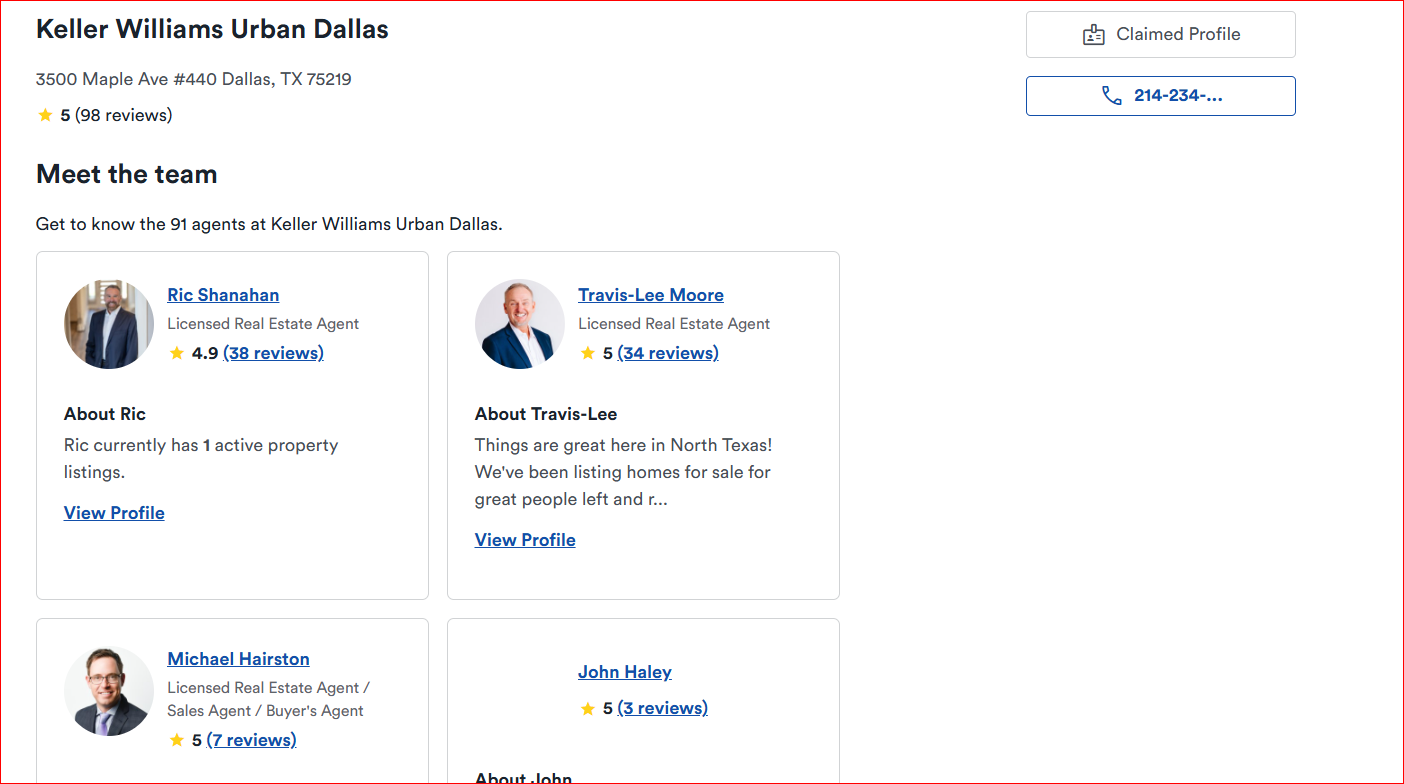 Keller Williams Urban Dallas
Claimed Profile
3500 Maple Ave #440 Dallas, TX 75219
214-234-...
5 (98 reviews)
Meet the team
Get to know the 91 agents at Keller Williams Urban Dallas.
Ric Shanahan
Licensed Real Estate Agent
4.9 (38 reviews)
About Ric
Ric currently has 1 active property
listings.
View Profile
Travis-Lee Moore
Licensed Real Estate Agent
5 (34 reviews)
About Travis-Lee
Things are great here in North Texas!
We've been listing homes for sale for
great people left and r...
View Profile
Michael Hairston
Licensed Real Estate Agent /
Sales Agent / Buyer's Agent
5 (7 reviews)
John Haley
5 (3 reviews)
About John